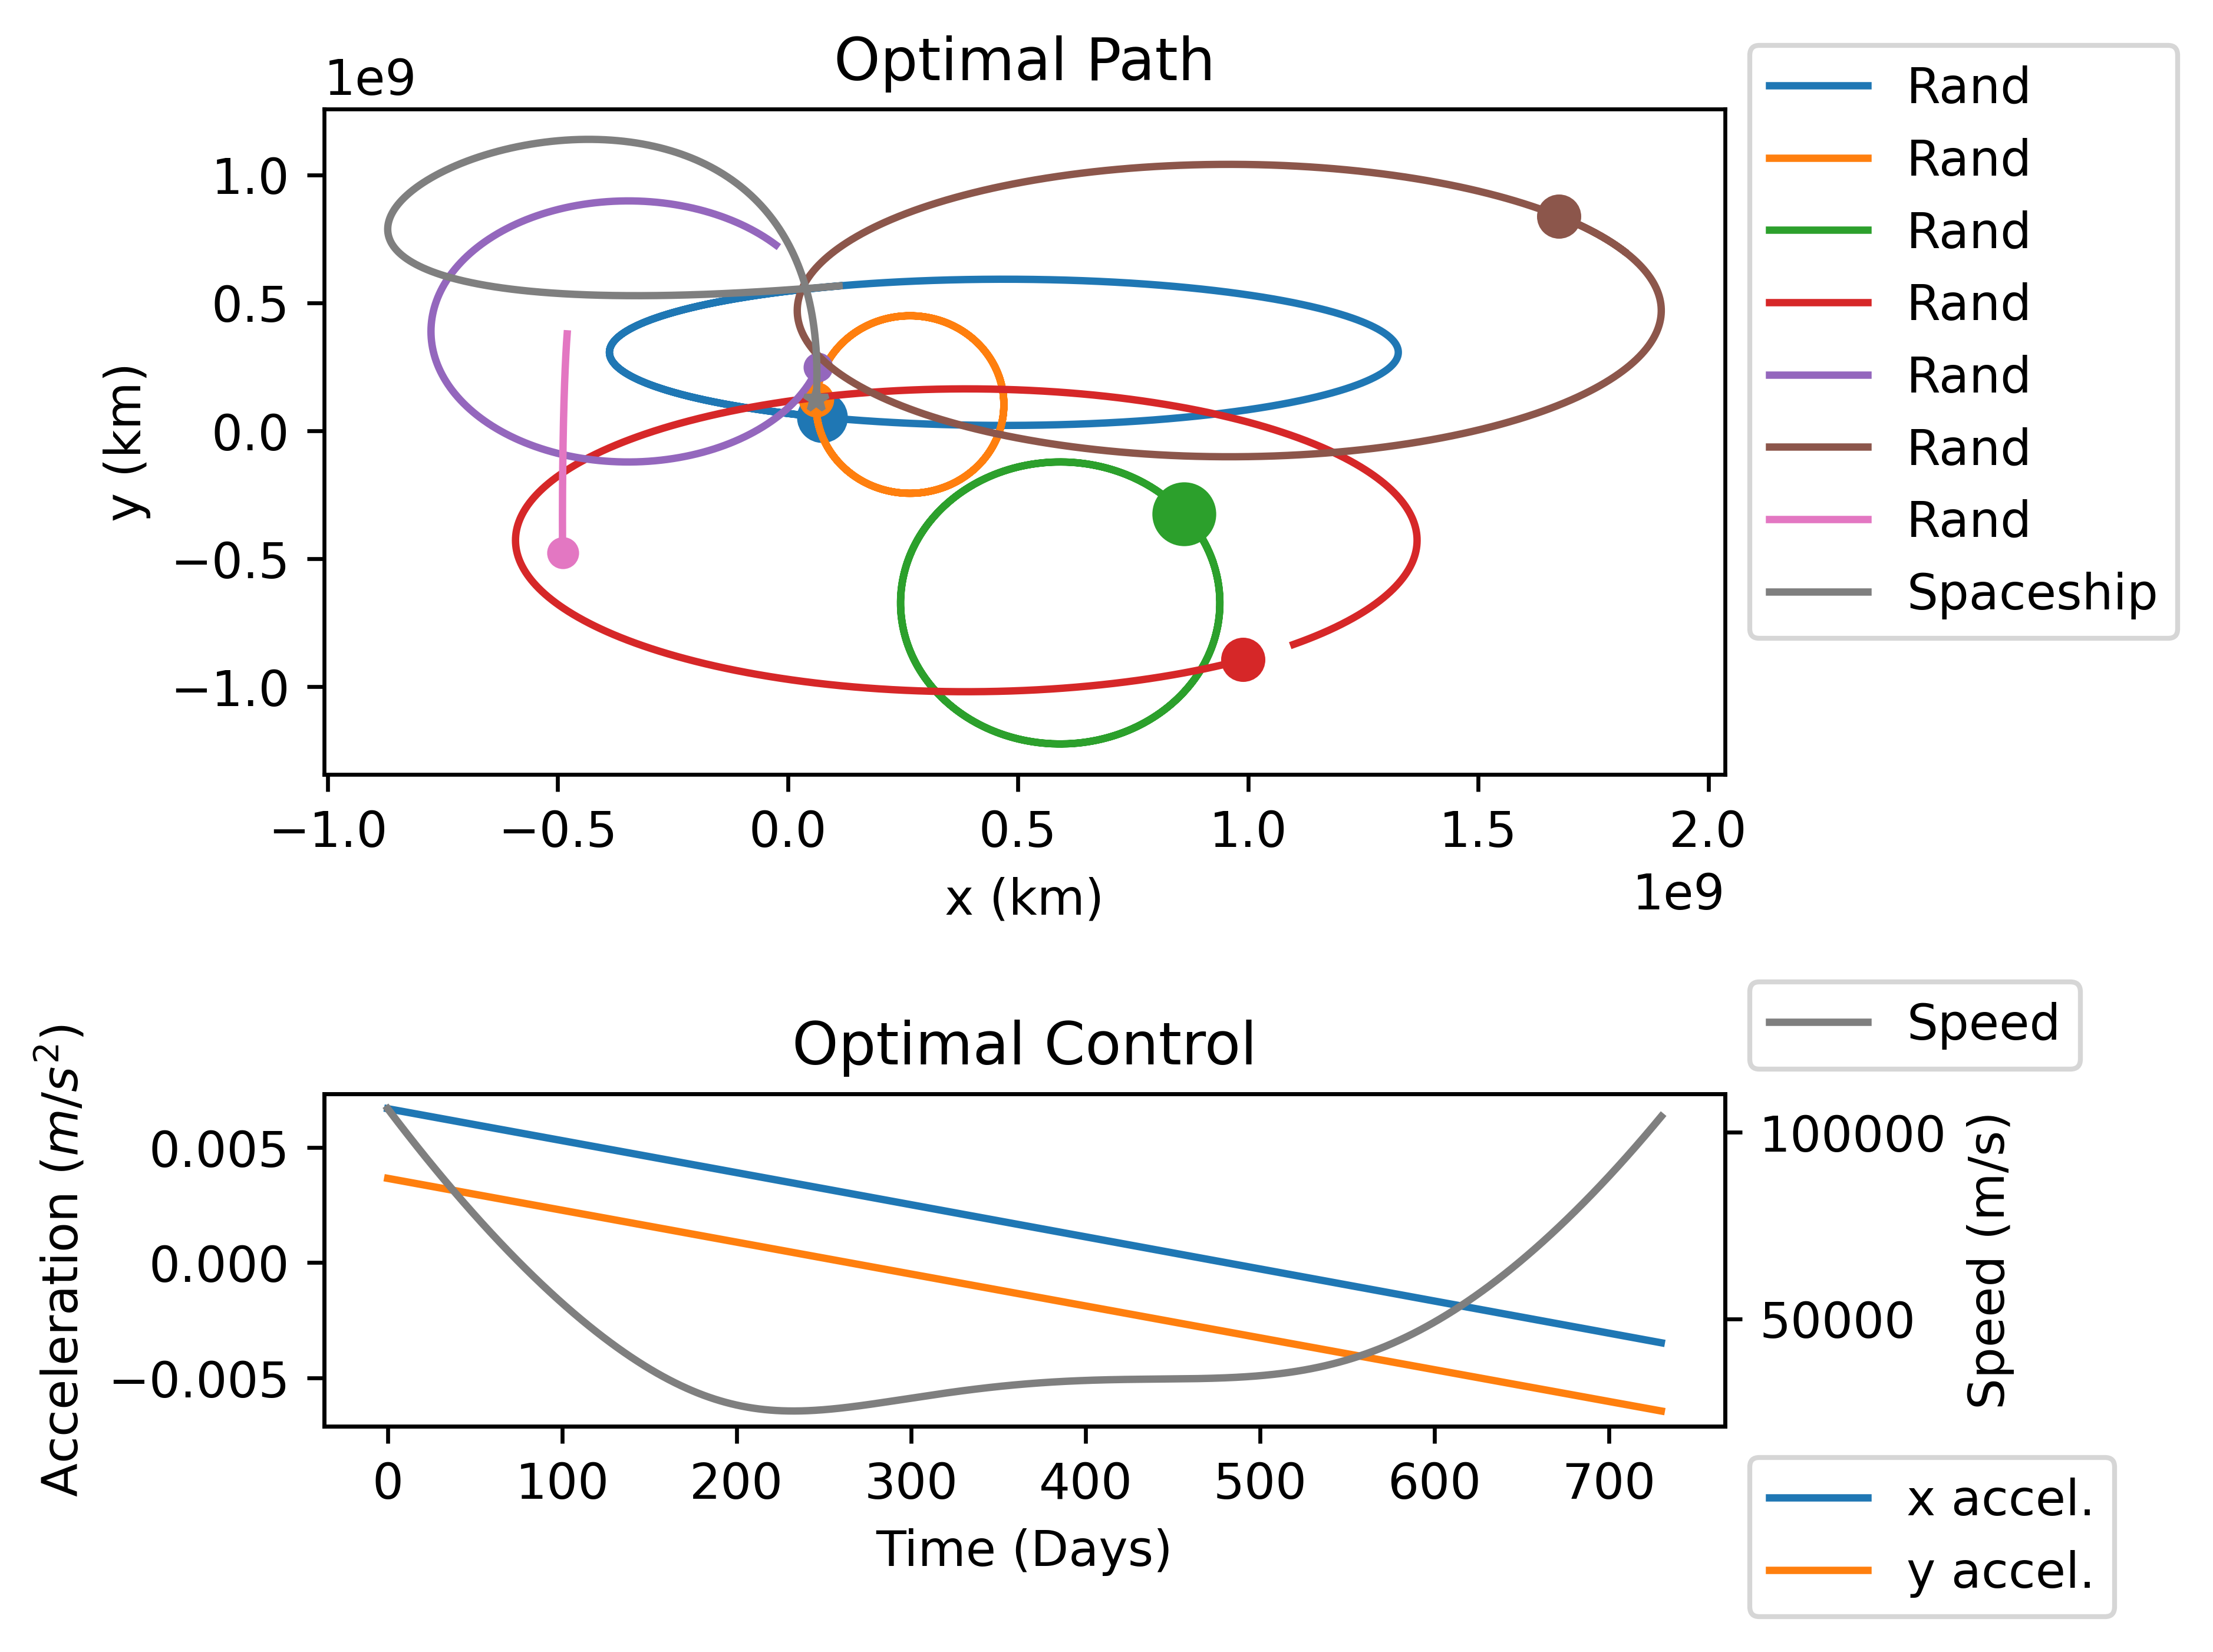 Optimal Path
1e9
1.0
0.5
0.0
−0.5
−1.0
y (km)
−1.0 −0.5 0.0 0.5 1.0 1.5 2.0
x (km)
1e9
Rand
Rand
Rand
Rand
Rand
Rand
Rand
Spaceship
Optimal Control
Speed
Acceleration (m/s²)
0.005
0.000
−0.005
100000
50000
Speed (m/s)
0 100 200 300 400 500 600 700
Time (Days)
x accel.
y accel.